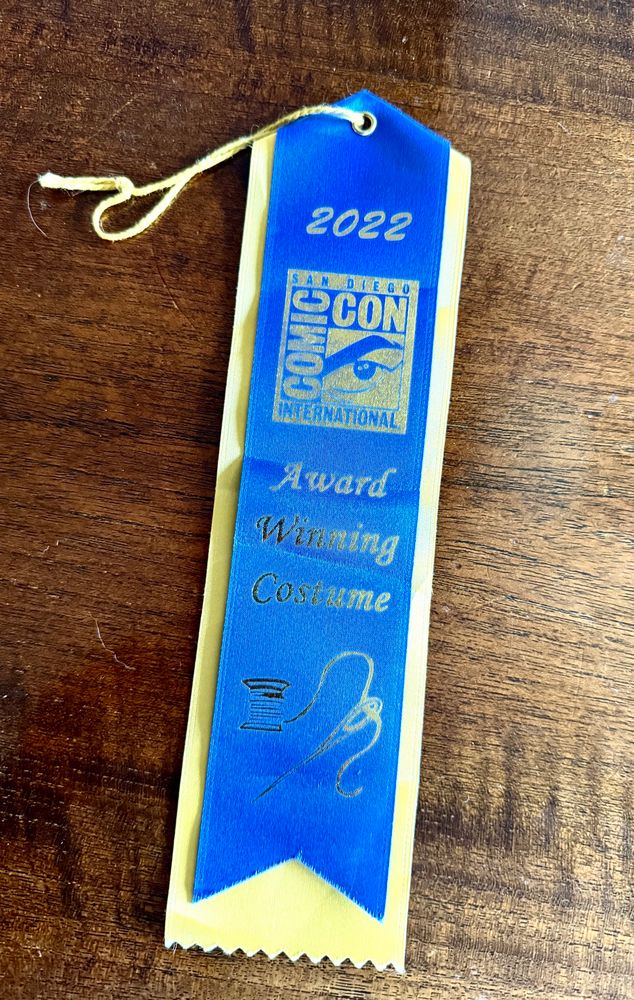 2022
SAN DIEGO
COMIC
CON
INTERNATIONAL
Award
Winning
Costume